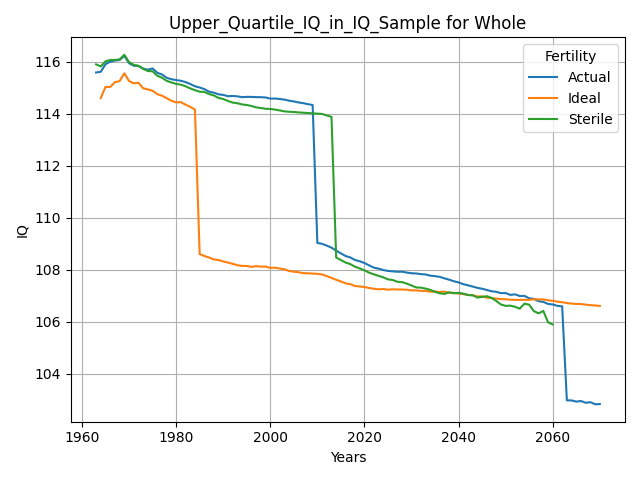 Upper_Quartile_IQ_in_IQ_Sample for Whole
Fertility
Actual
Ideal
Sterile
IQ
116
114
112
110
108
106
104
1960
1980
2000
2020
2040
2060
Years